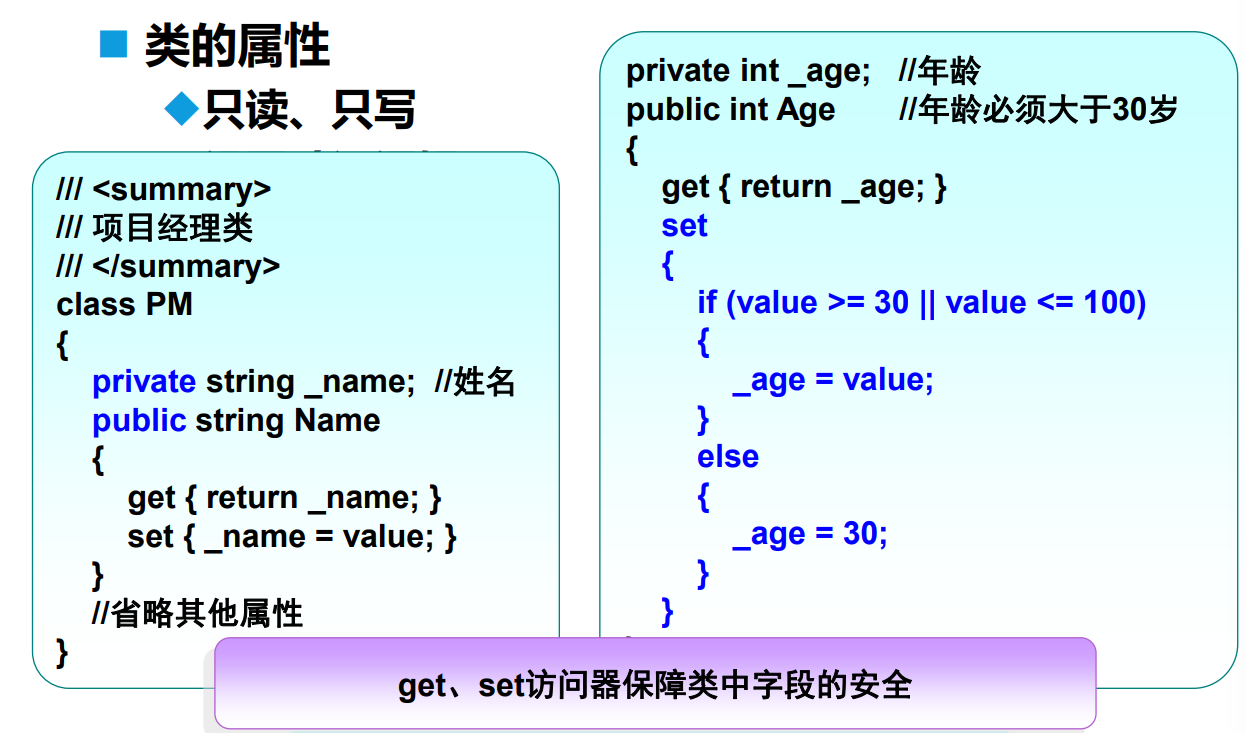 类的属性
只读、只写
/// <summary>
/// 项目经理类
/// </summary>
class PM
{
private string _name; //姓名
public string Name
{
get { return _name; }
set { _name = value; }
}
//省略其他属性
}
private int _age; //年龄
public int Age //年龄必须大于30岁
{
get { return _age; }
set
{
if (value >= 30 || value <= 100)
{
_age = value;
}
else
{
_age = 30;
}
}
get、set访问器保障类中字段的安全